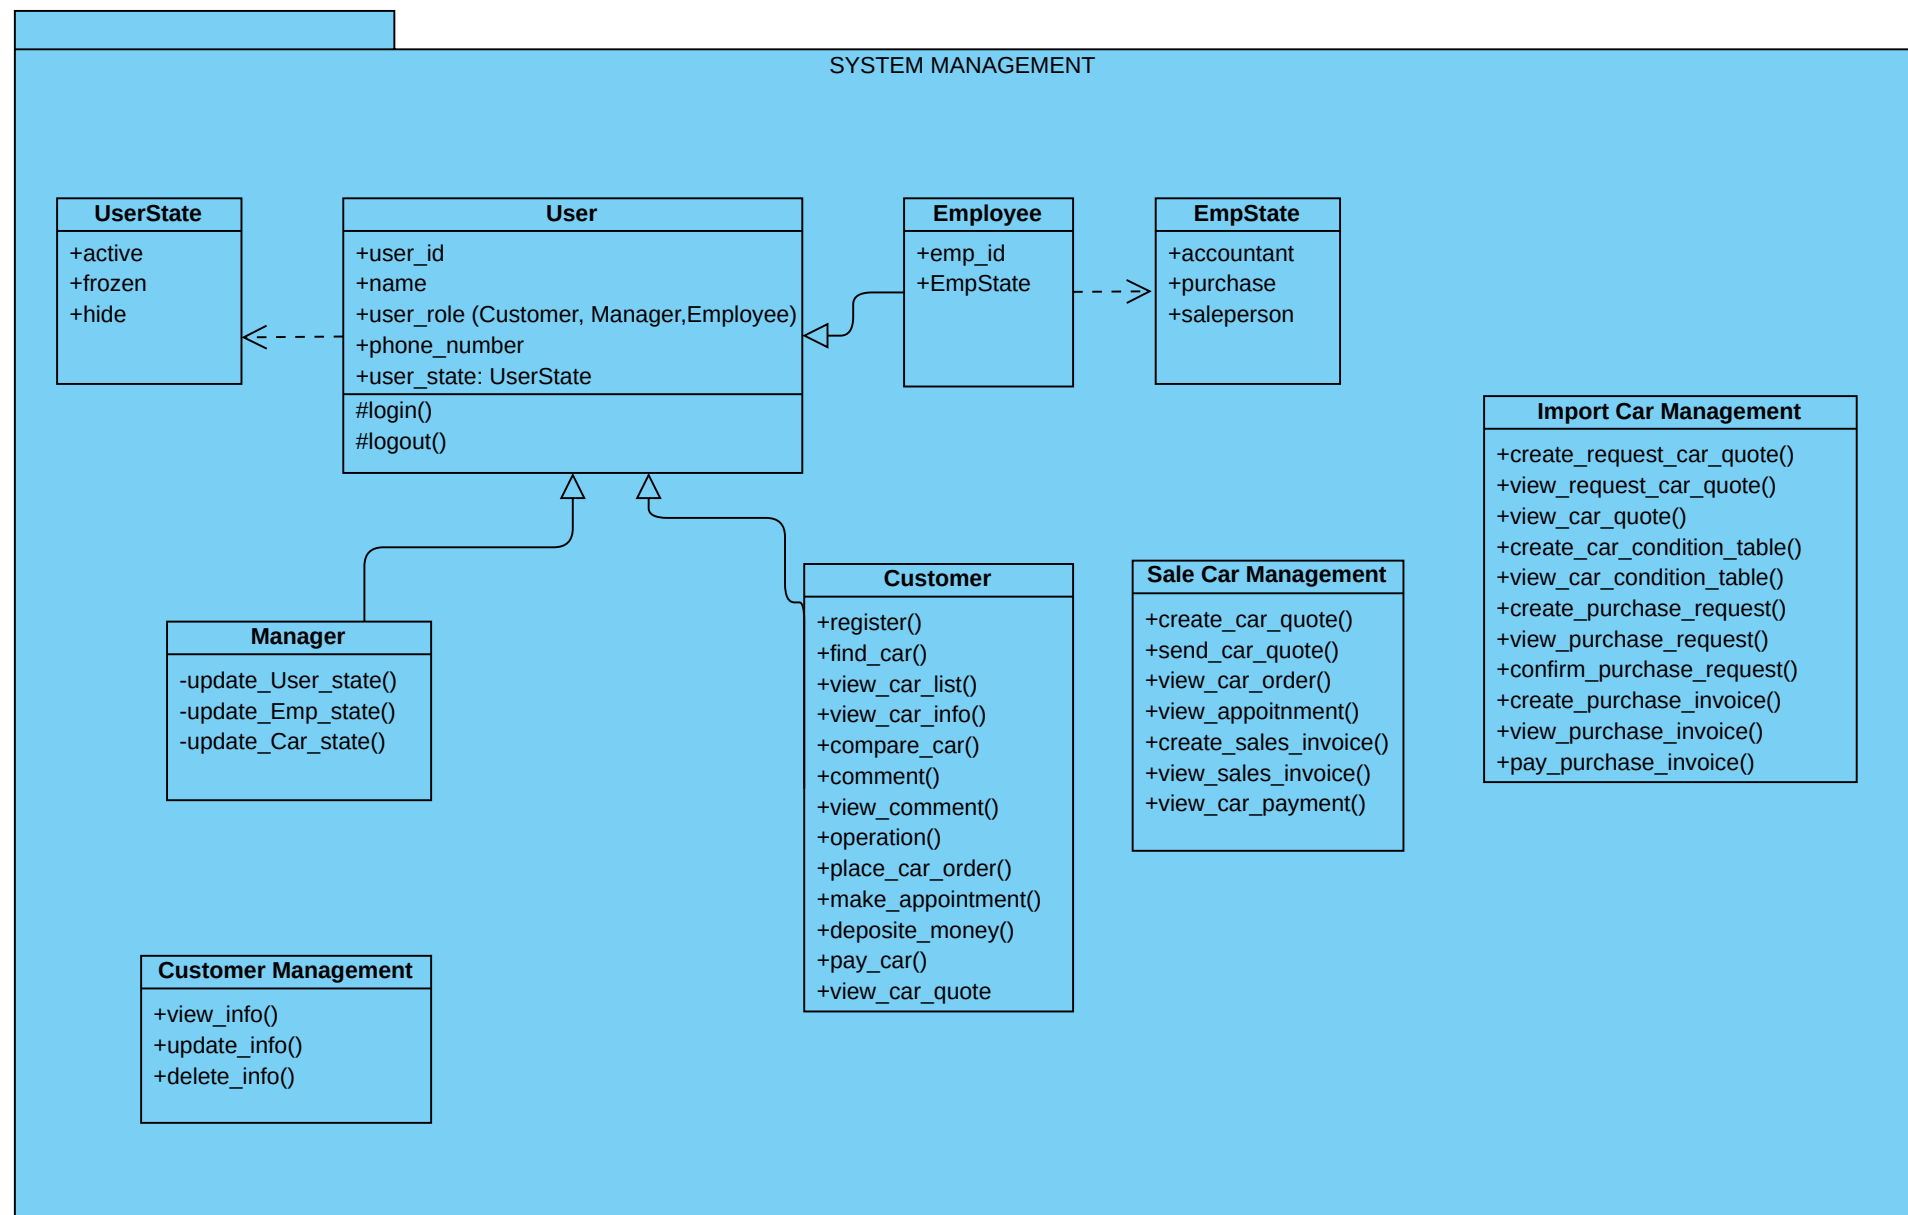 SYSTEM MANAGEMENT
UserState
+active
+frozen
+hide
User
+user_id
+name
+user_role (Customer, Manager,Employee)
+phone_number
+user_state: UserState
#login()
#logout()
Employee
+emp_id
+EmpState
EmpState
+accountant
+purchase
+saleperson
Import Car Management
+create_request_car_quote()
+view_request_car_quote()
+view_car_quote()
+create_car_condition_table()
+view_car_condition_table()
+create_purchase_request()
+view_purchase_request()
+confirm_purchase_request()
+create_purchase_invoice()
+view_purchase_invoice()
+pay_purchase_invoice()
Manager
-update_User_state()
-update_Emp_state()
-update_Car_state()
Customer
+register()
+find_car()
+view_car_list()
+view_car_info()
+compare_car()
+comment()
+view_comment()
+operation()
+place_car_order()
+make_appointment()
+deposite_money()
+pay_car()
+view_car_quote
Sale Car Management
+create_car_quote()
+send_car_quote()
+view_car_order()
+view_appoitnment()
+create_sales_invoice()
+view_sales_invoice()
+view_car_payment()
Customer Management
+view_info()
+update_info()
+delete_info()